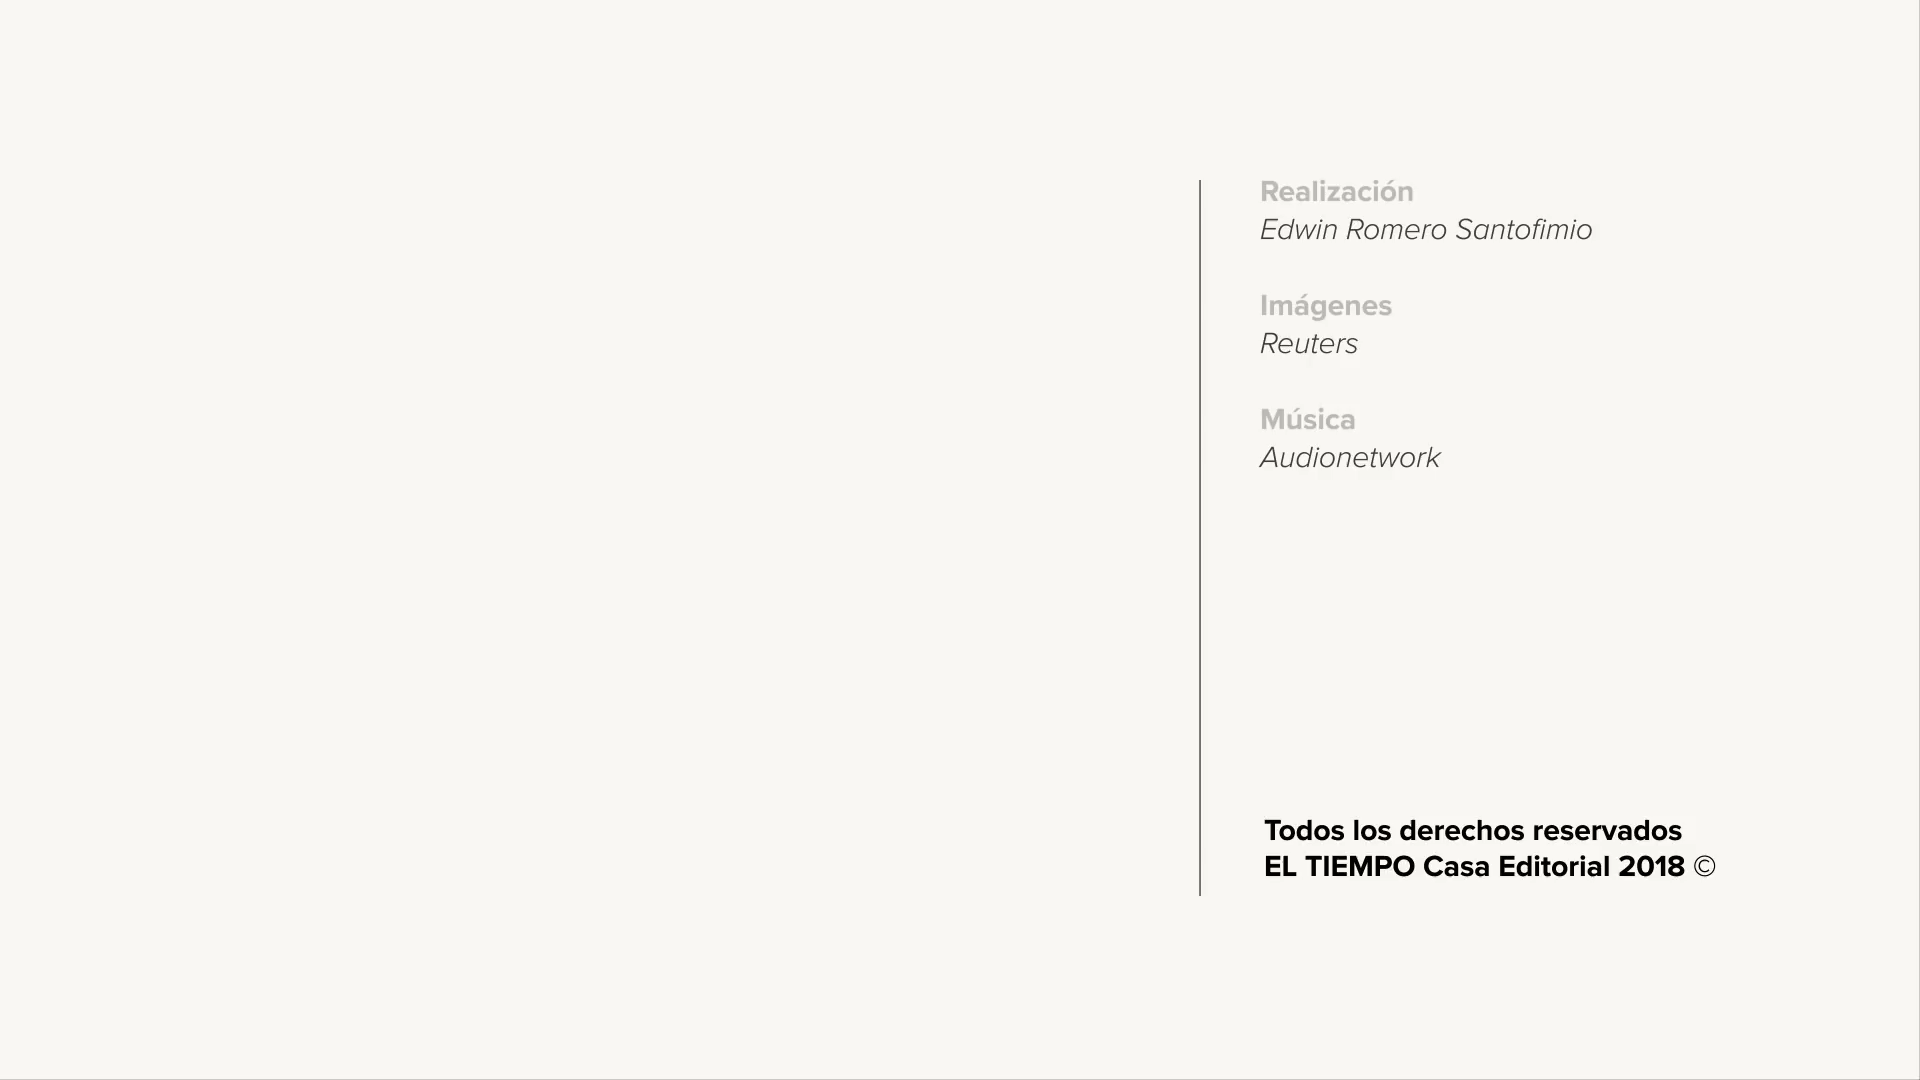 Realización
Edwin Romero Santofimio
Imágenes
Reuters
Música
Audionetwork
Todos los derechos reservados
EL TIEMPO Casa Editorial 2018 ©